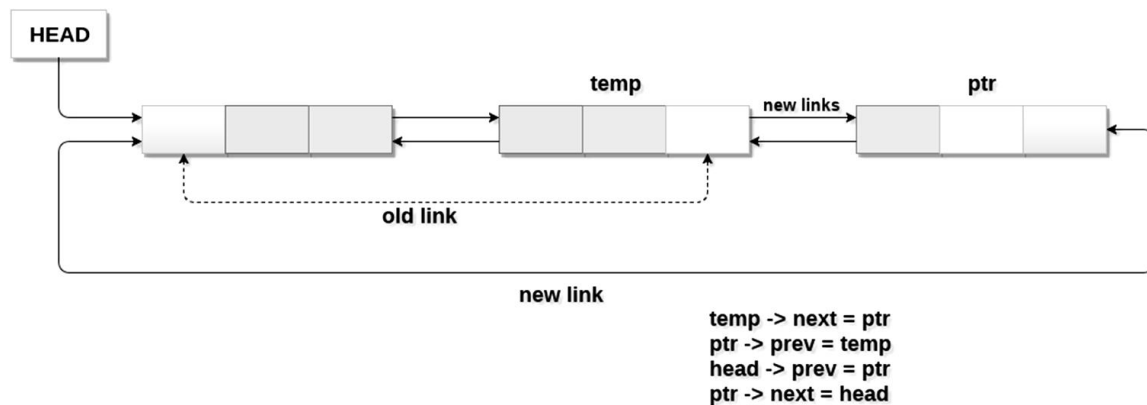 HEAD
temp
ptr
new links
old link
new link
temp -> next = ptr
ptr -> prev = temp
head -> prev = ptr
ptr -> next = head